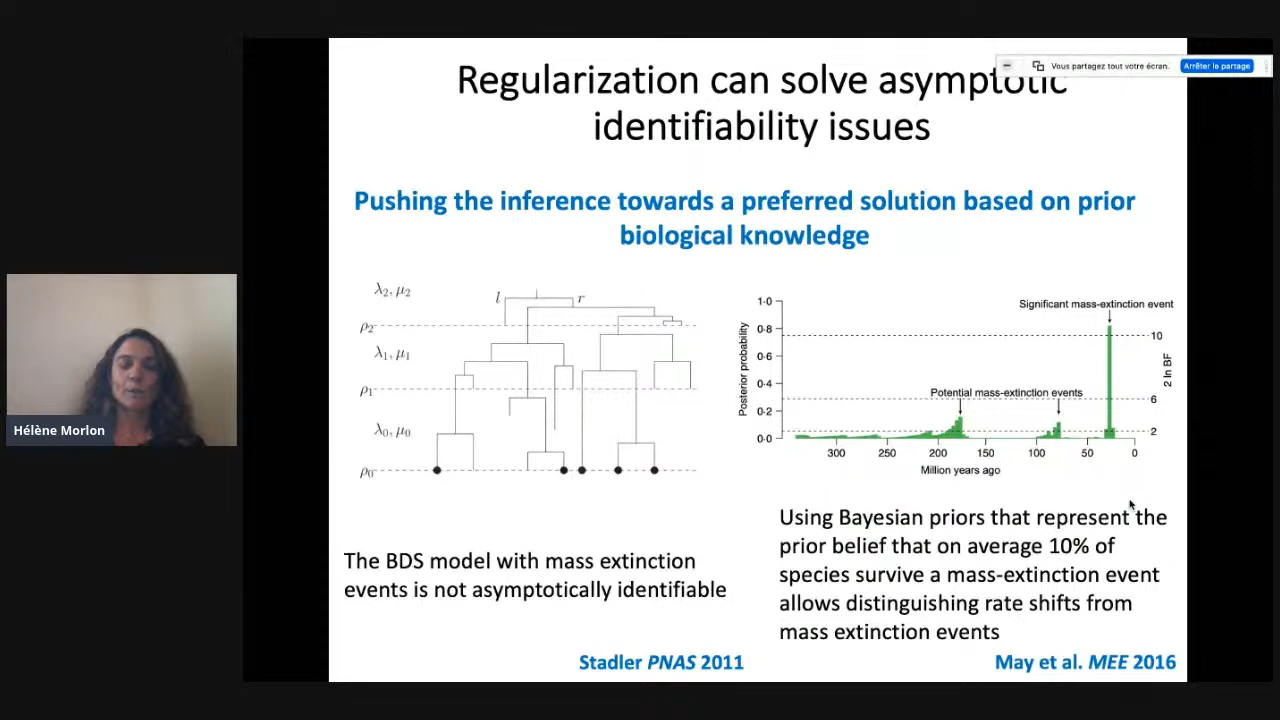 Regularization can solve asymptotic
identifiability issues
Vous partagez tout votre écran.
Arrêter le partage
Pushing the inference towards a preferred solution based on prior
biological knowledge
λ₂, μ₂
l
r
ρ₂
λ₁, μ₁
ρ₁
λ₀, μ₀
ρ₀
Significant mass-extinction event
Potential mass-extinction events
Posterior probability
1·0
0·8
0·6
0·4
0·2
0·0
10
6
2
2 ln BF
300
250
200
150
100
50
0
Million years ago
Hélène Morlon
The BDS model with mass extinction
events is not asymptotically identifiable
Using Bayesian priors that represent the
prior belief that on average 10% of
species survive a mass-extinction event
allows distinguishing rate shifts from
mass extinction events
Stadler PNAS 2011
May et al. MEE 2016